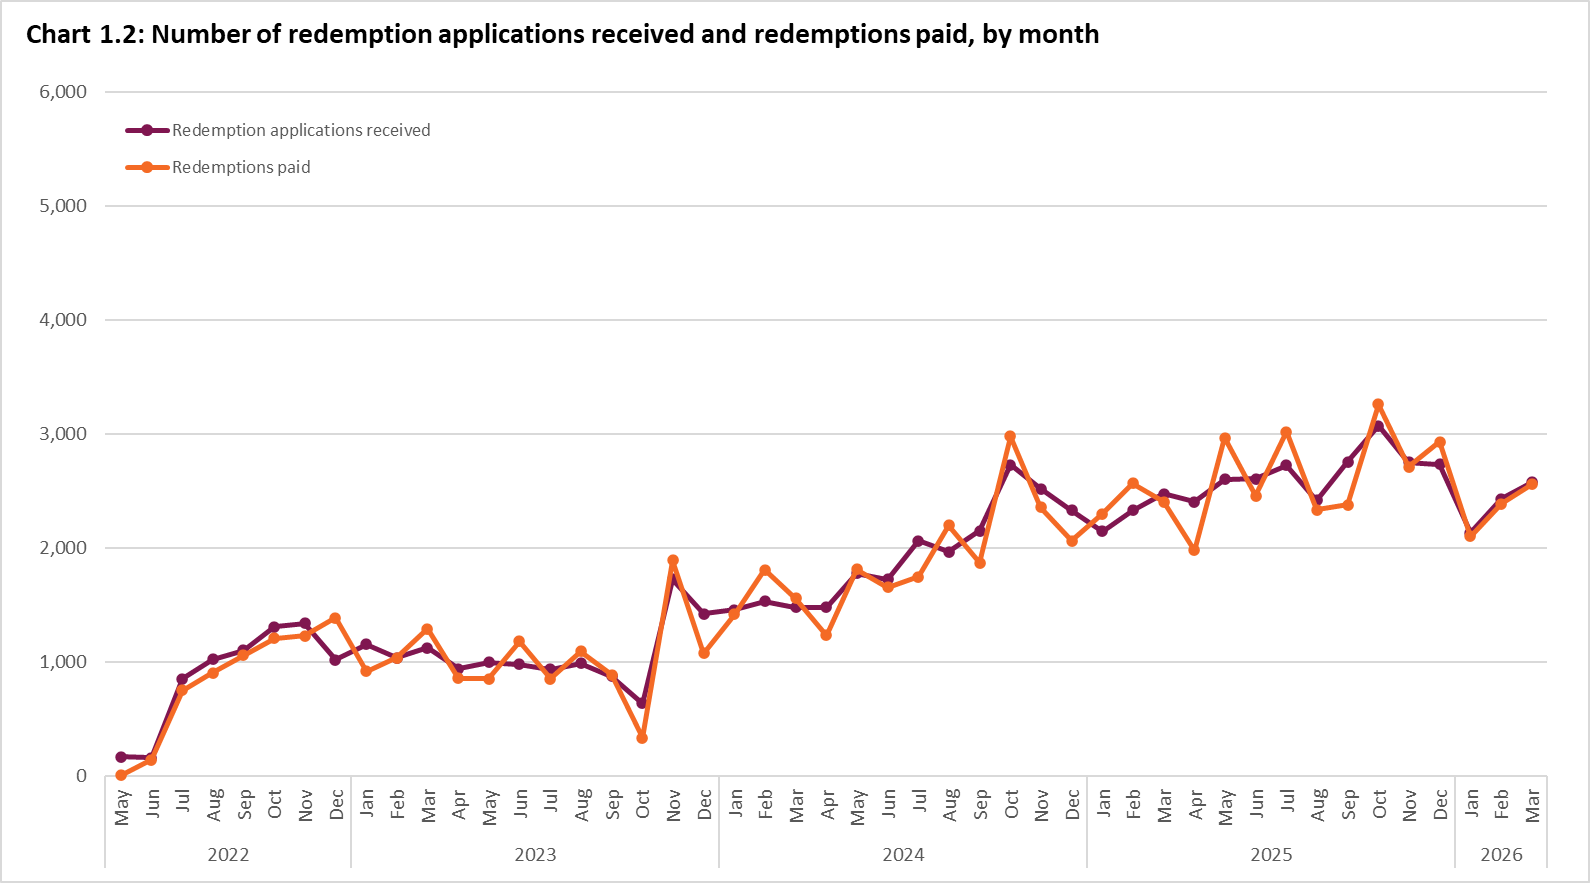 Chart 1.2: Number of redemption applications received and redemptions paid, by month
6,000
Redemption applications received
Redemptions paid
5,000
4,000
3,000
2,000
1,000
0
May Jun Jul Aug Sep Oct Nov Dec Jan Feb Mar Apr May Jun Jul Aug Sep Oct Nov Dec Jan Feb Mar Apr May Jun Jul Aug Sep Oct Nov Dec Jan Feb Mar Apr May Jun Jul Aug Sep Oct Nov Dec Jan Feb Mar
2022 2023 2024 2025 2026